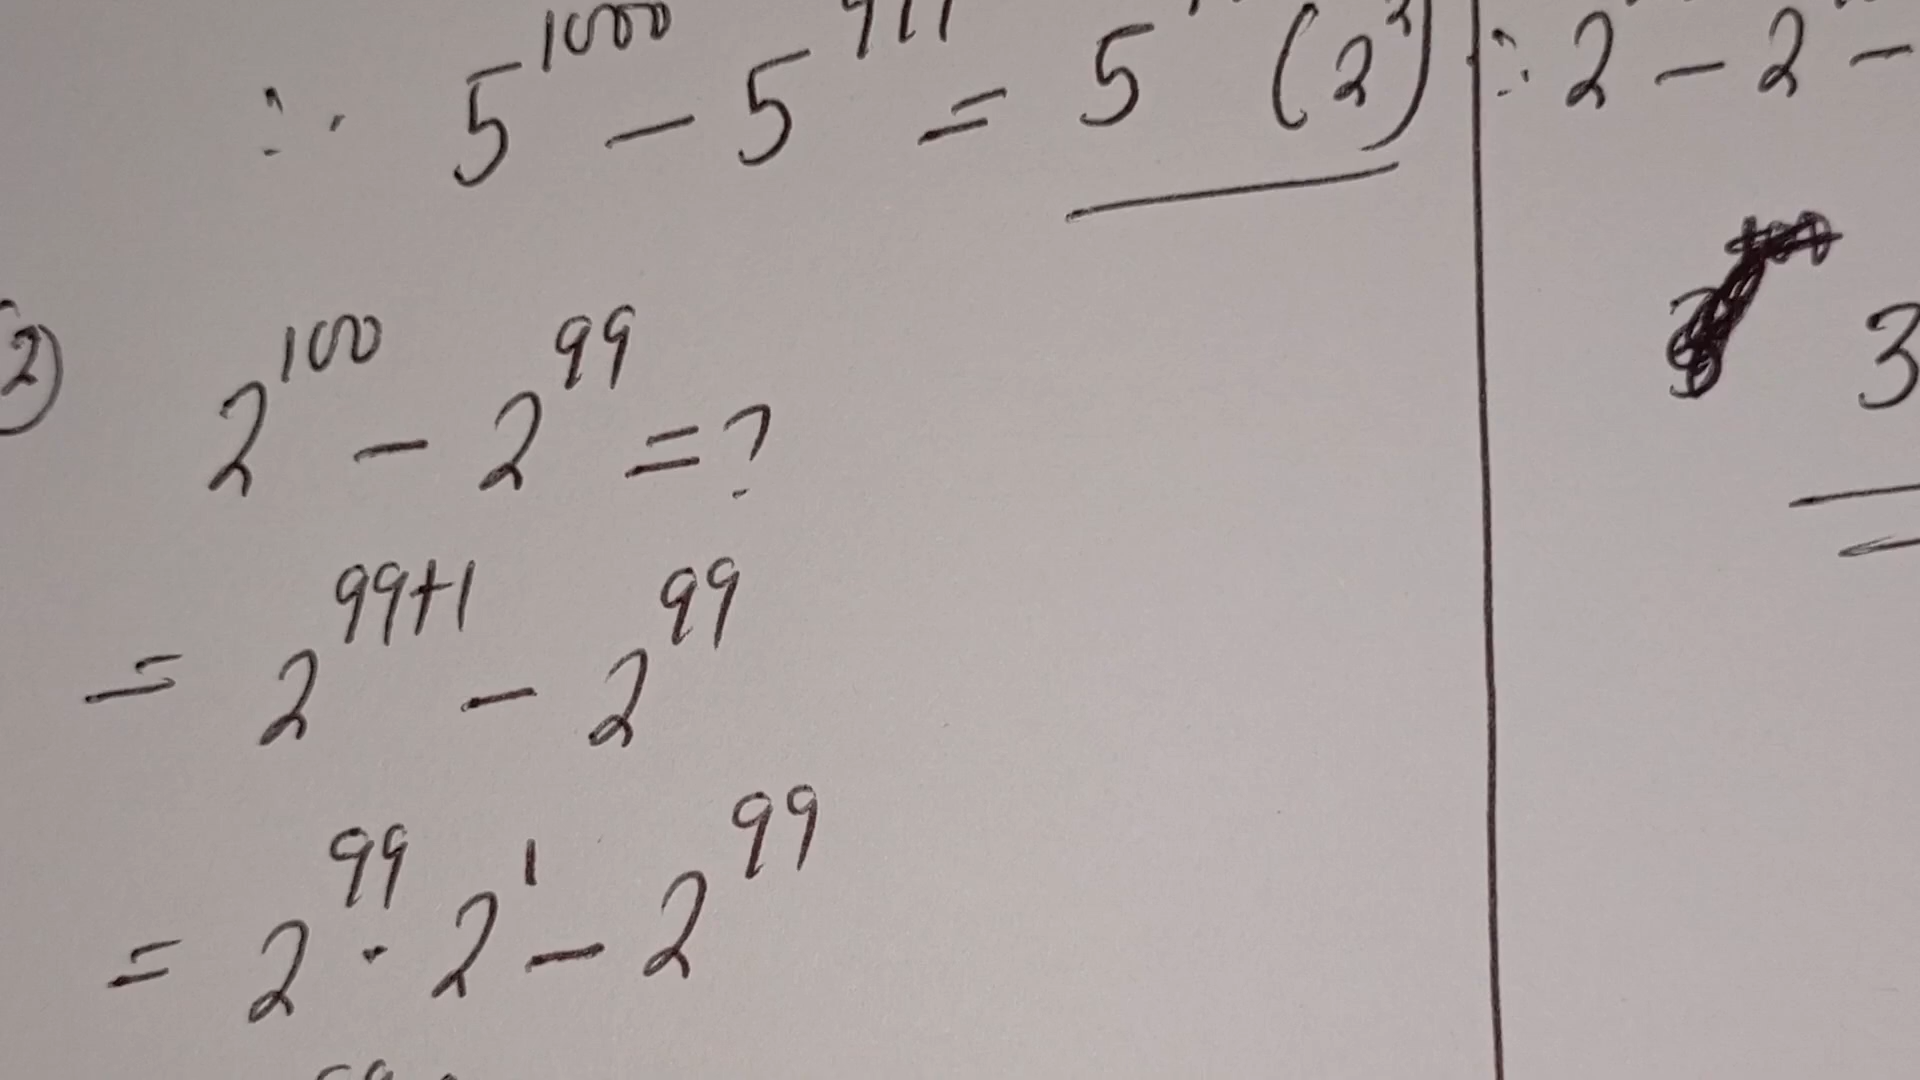 ∴ 5^1000 − 5^999 = 5 (2²)
2) 2^100 − 2^99 = ?
= 2^(99+1) − 2^99
= 2^99 · 2^1 − 2^99
∴ 2 − 2 −
3